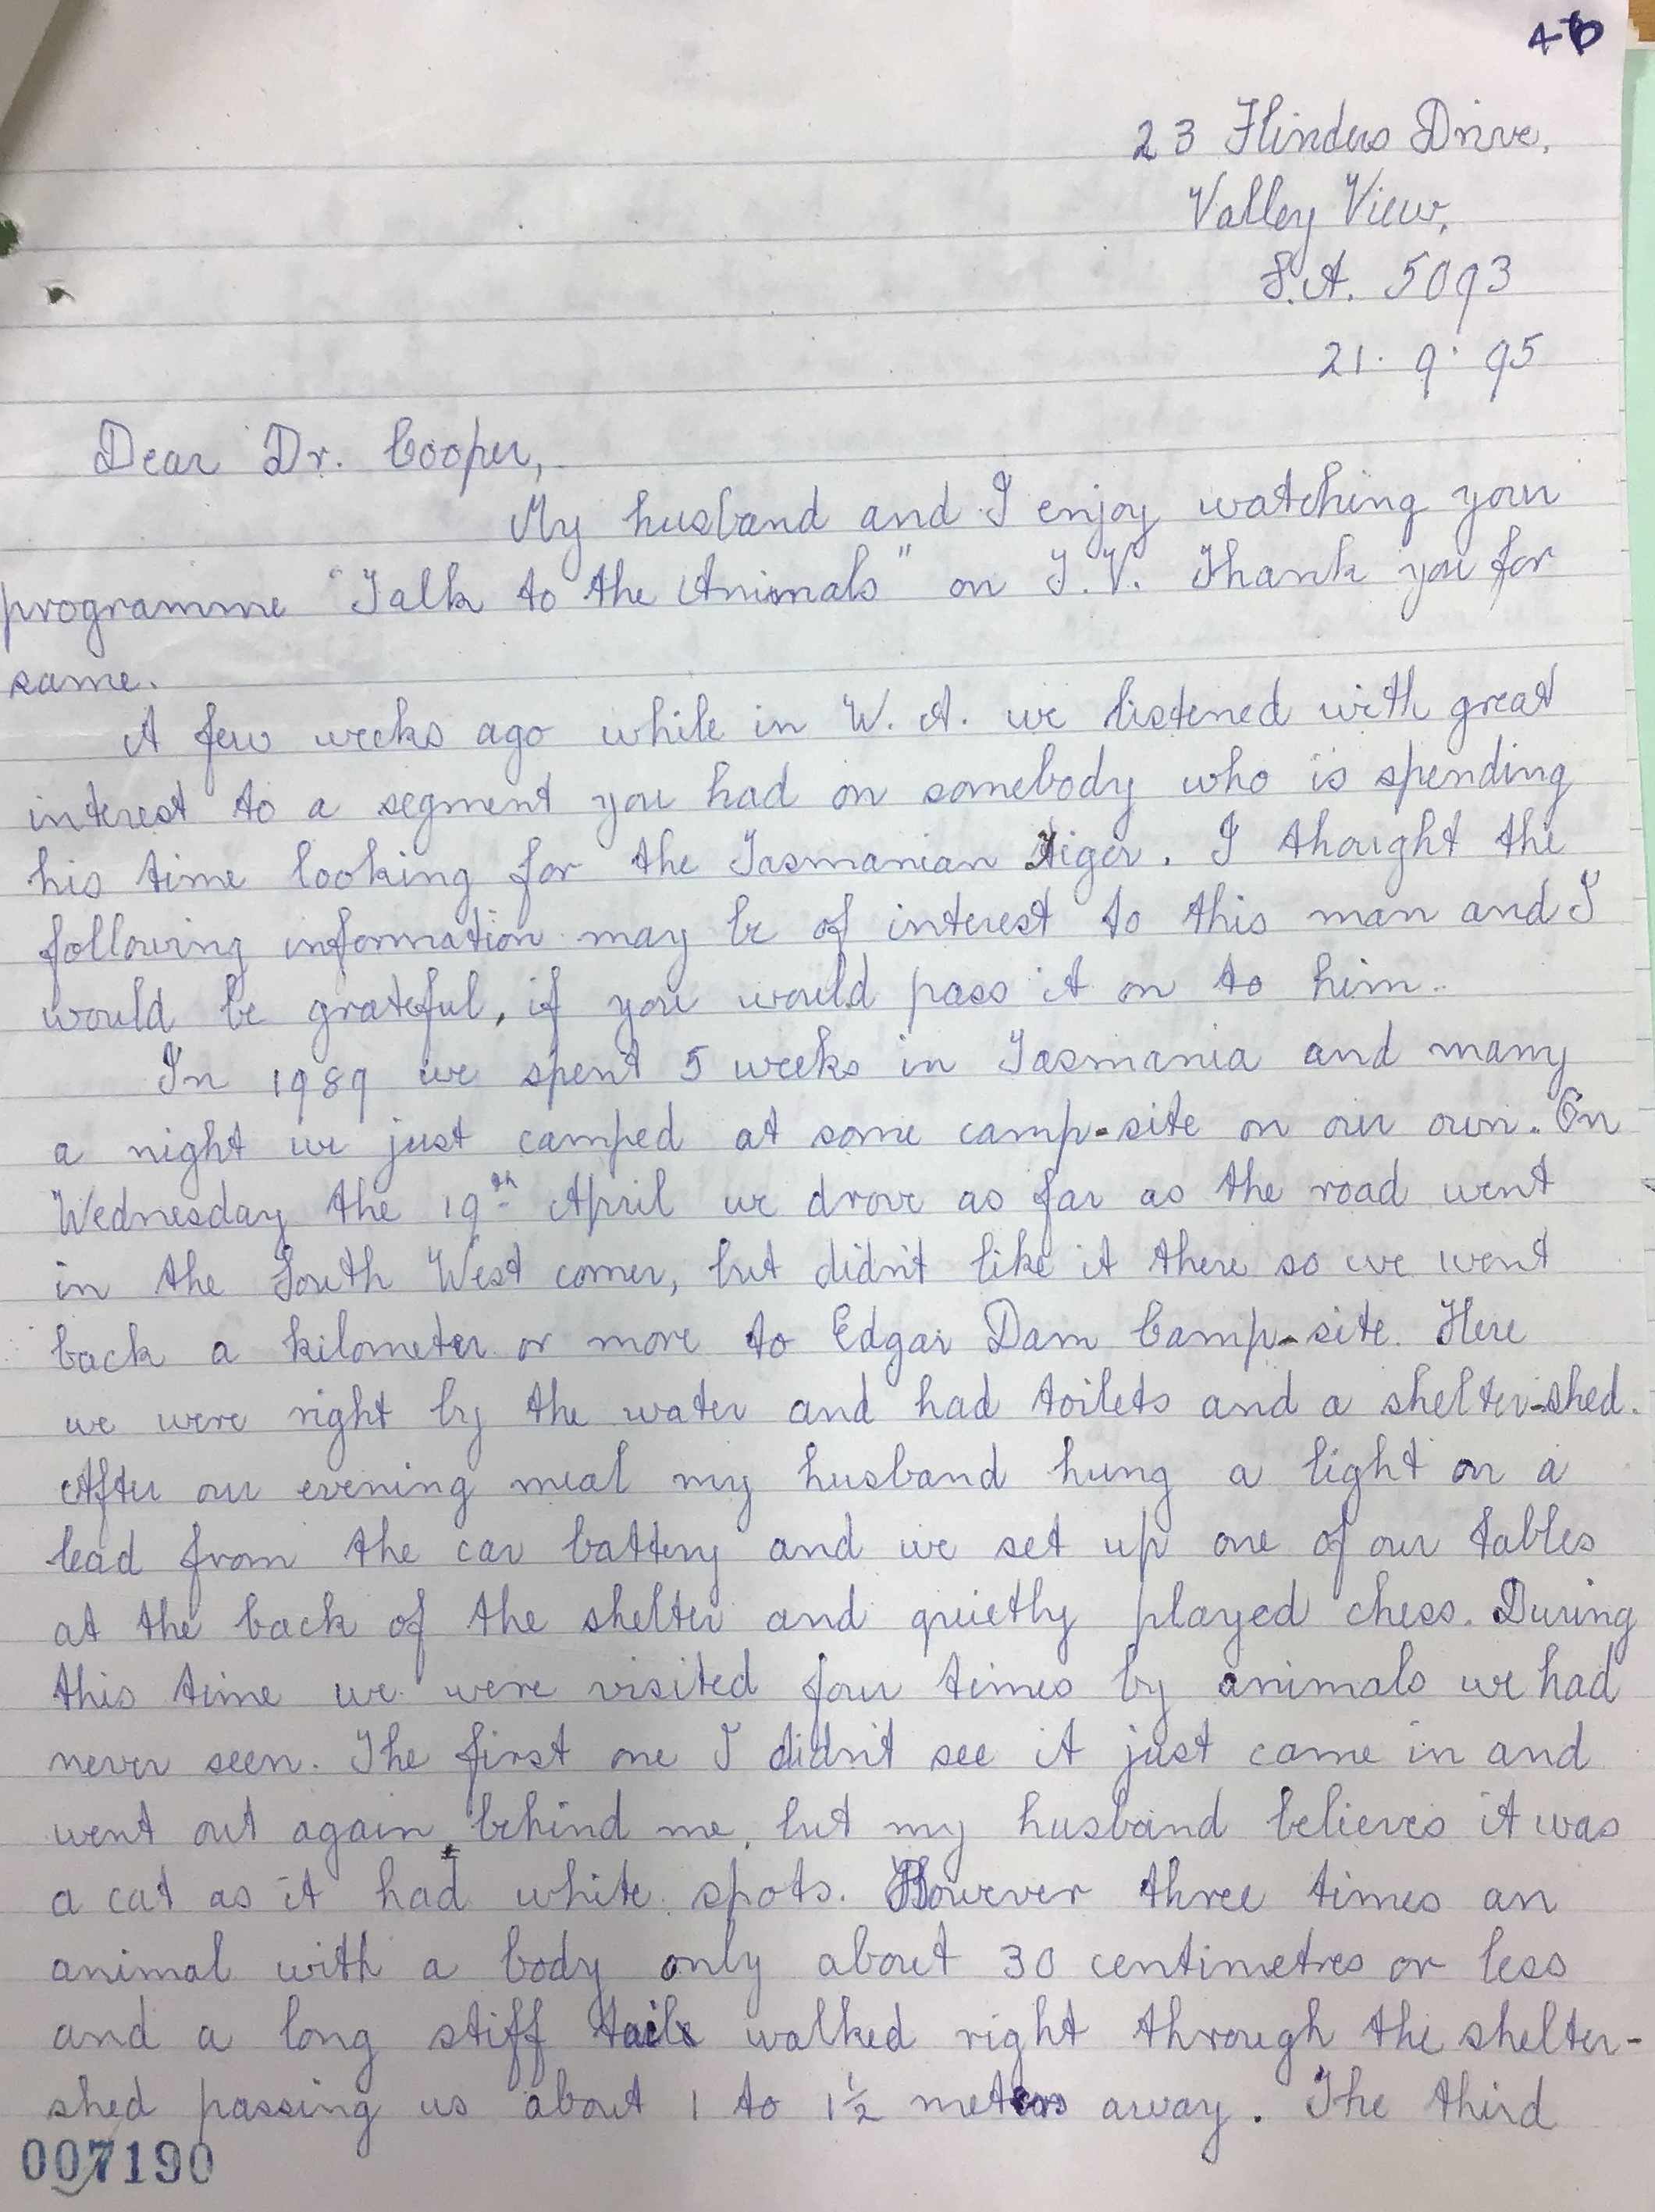 4b
23 Flinders Drive,
Valley View,
S.A. 5093
21. 9. 95
Dear Dr. Cooper,
My husband and I enjoy watching your
programme "Talk to the Animals" on T.V. Thank you for
same.
A few weeks ago while in W.A. we listened with great
interest to a segment you had on somebody who is spending
his time looking for the Tasmanian Tiger. I thought the
following information may be of interest to this man and I
would be grateful, if you would pass it on to him.
In 1989 we spent 5 weeks in Tasmania and many
a night we just camped at some camp-site on our own. On
Wednesday the 19th April we drove as far as the road went
in the South West corner, but didn't like it there so we went
back a kilometer or more to Edgar Dam Camp-site. Here
we were right by the water and had toilets and a shelter-shed.
After our evening meal my husband hung a light on a
lead from the car battery and we set up one of our tables
at the back of the shelter and quietly played chess. During
this time we were visited four times by animals we had
never seen. The first one I didn't see it just came in and
went out again behind me, but my husband believes it was
a cat as it had white spots. However three times an
animal with a body only about 30 centimetres or less
and a long stiff tail walked right through the shelter-
shed passing us about 1 to 1½ meters away. The third
007190